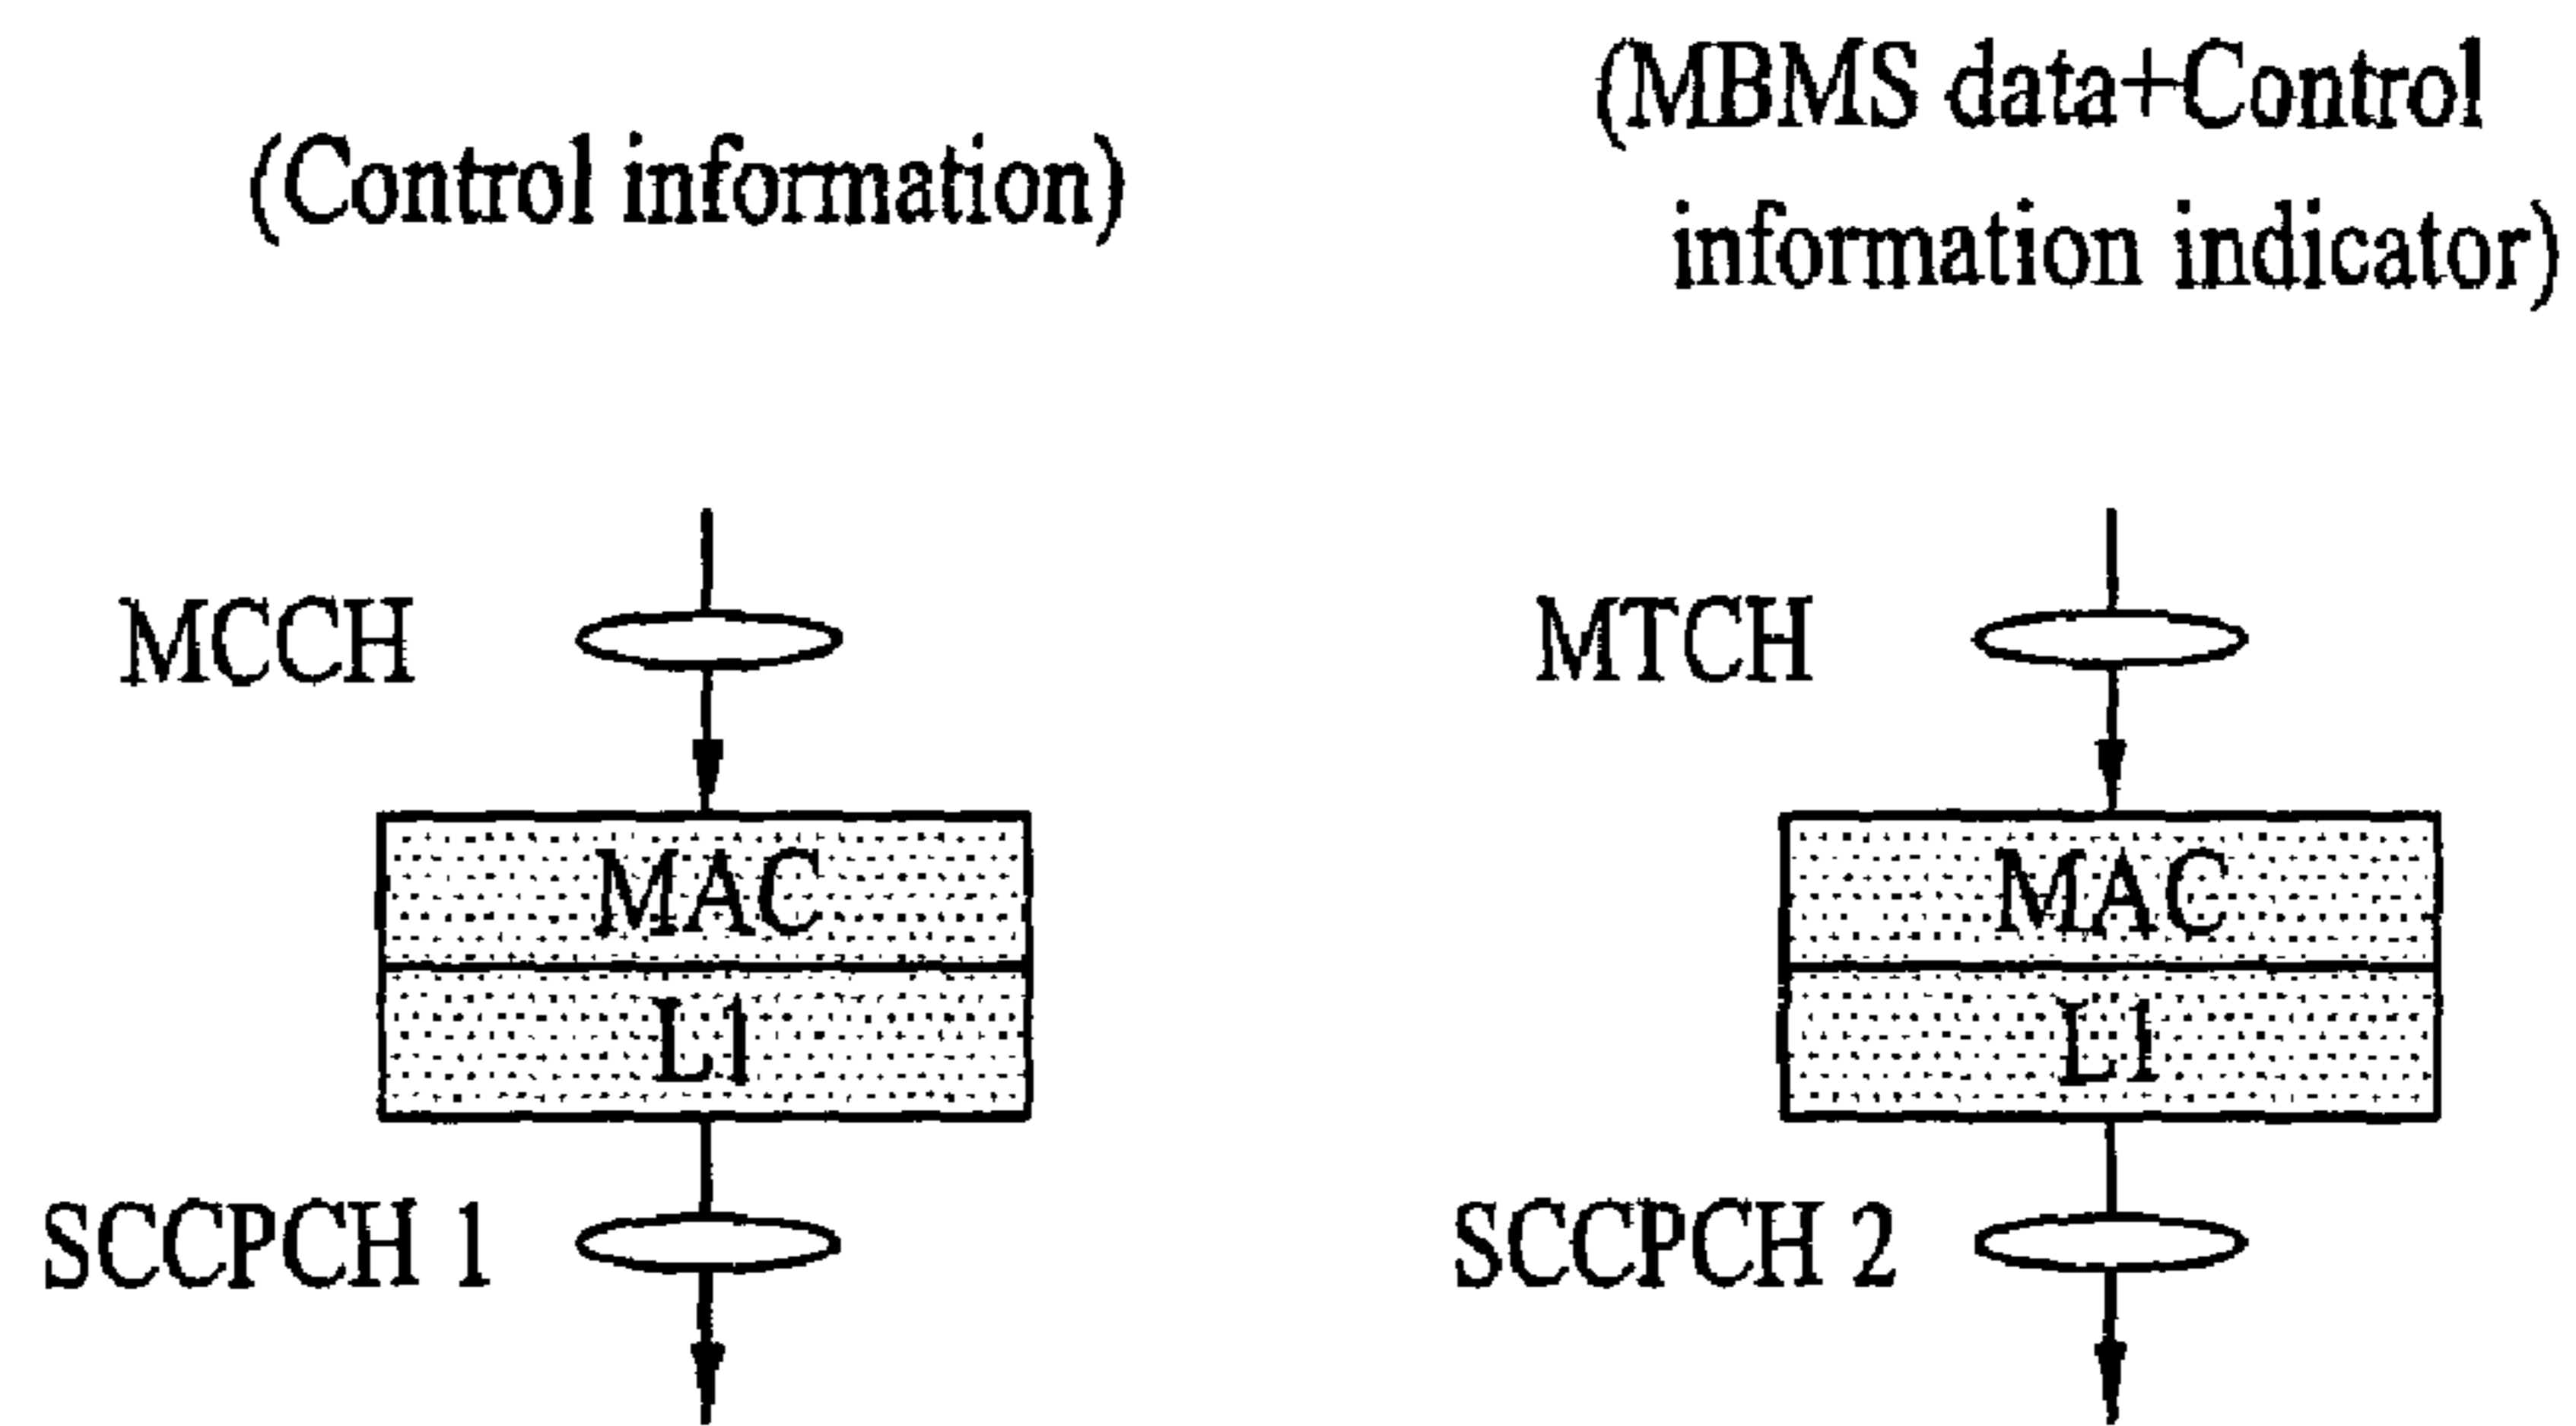 (Control information)
MCCH
MAC
L1
SCCPCH 1
(MBMS data+Control
information indicator)
MTCH
MAC
L1
SCCPCH 2